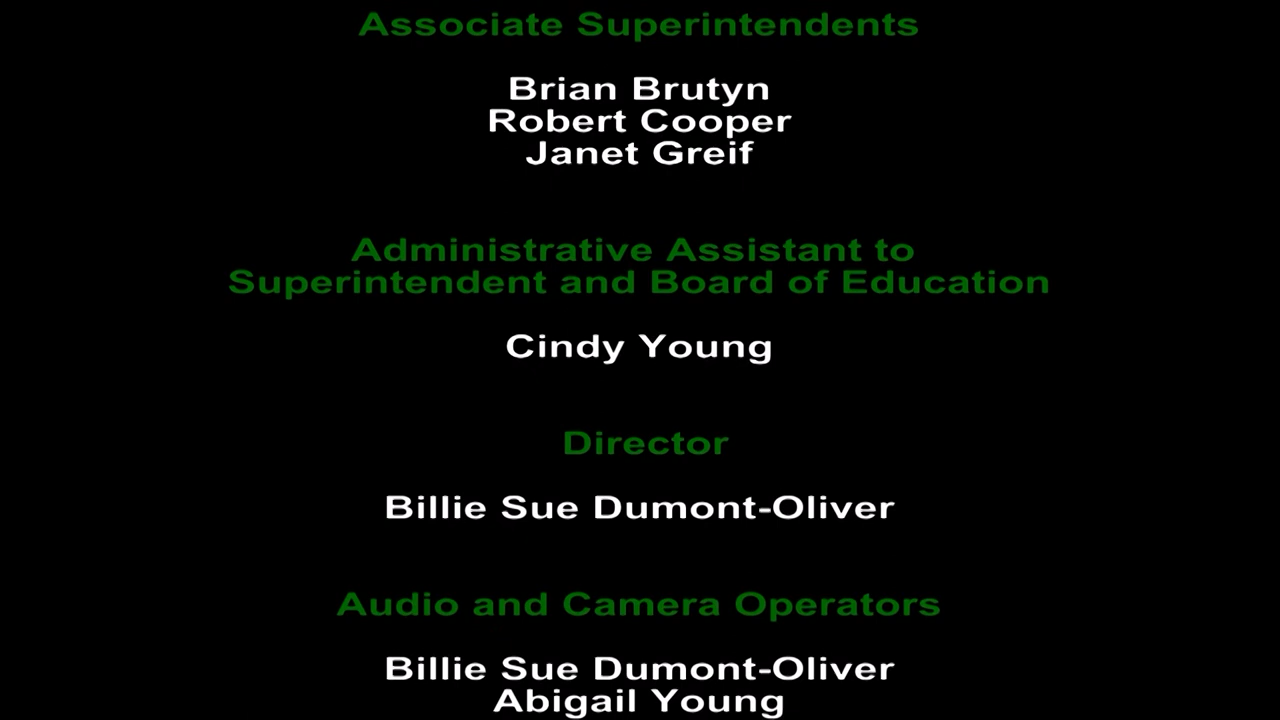 Associate Superintendents
Brian Brutyn
Robert Cooper
Janet Greif
Administrative Assistant to
Superintendent and Board of Education
Cindy Young
Director
Billie Sue Dumont-Oliver
Audio and Camera Operators
Billie Sue Dumont-Oliver
Abigail Young